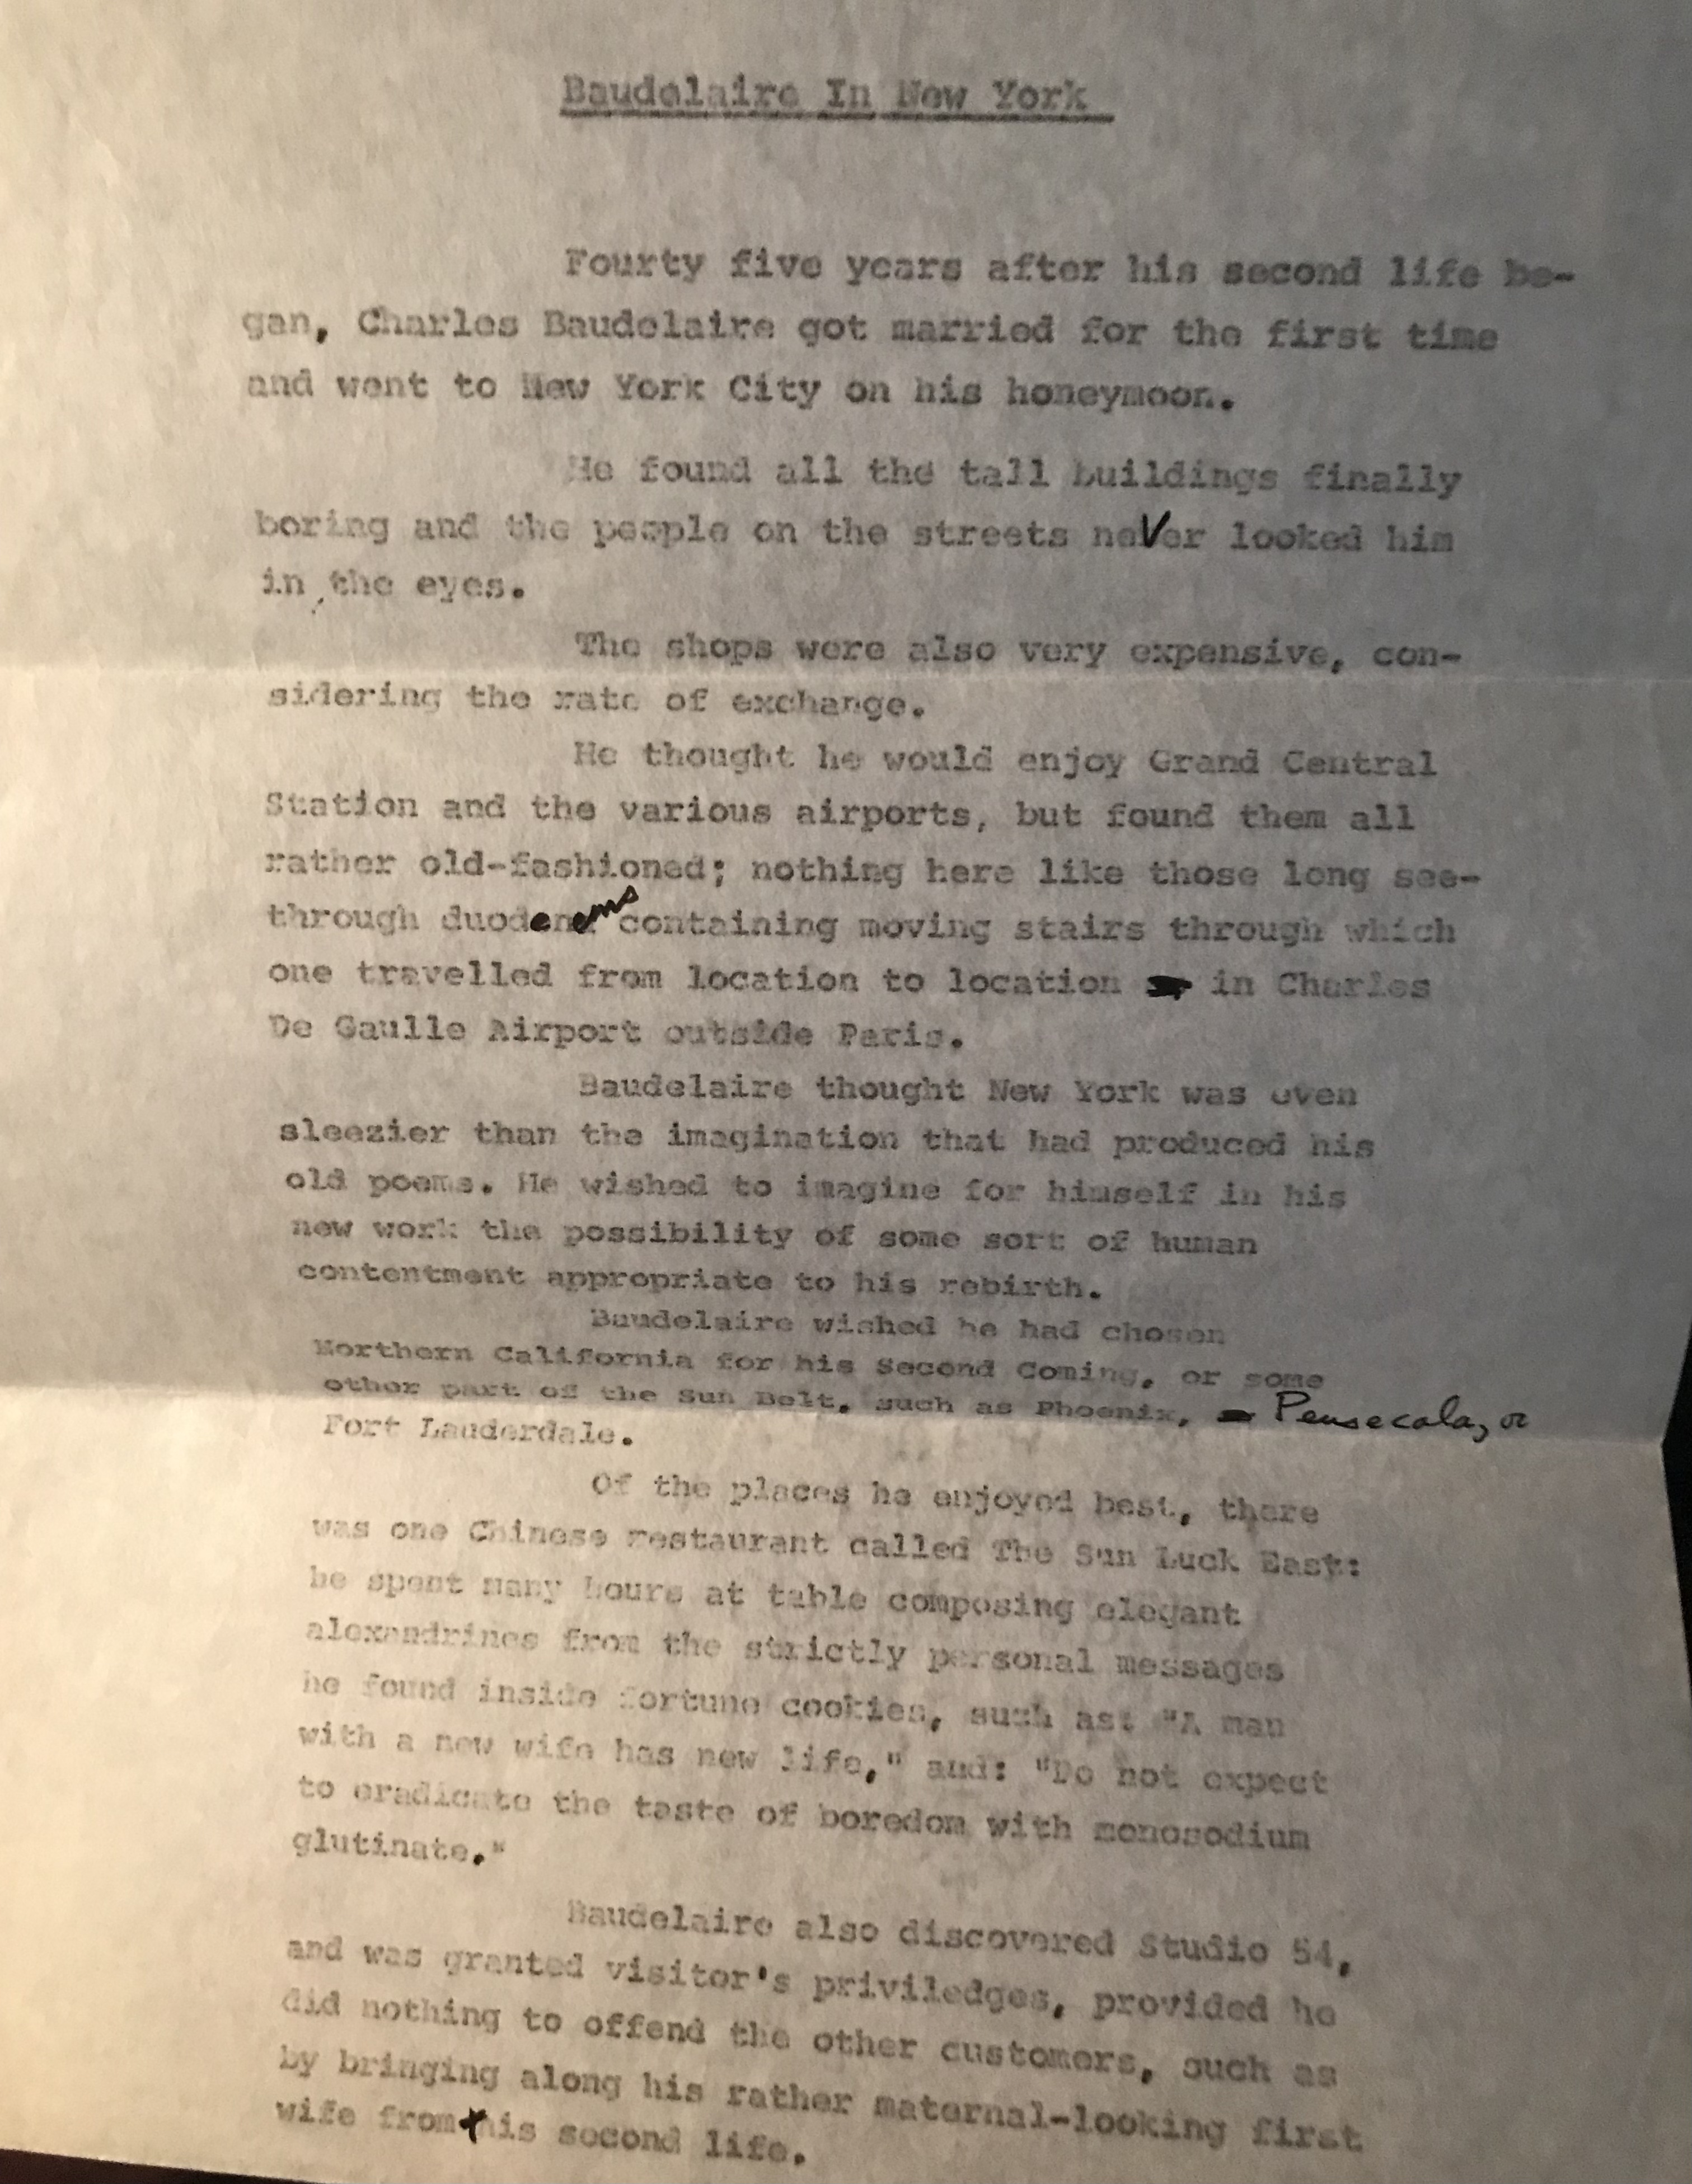 Baudelaire In New York
Fourty five years after his second life be-
gan, Charles Baudelaire got married for the first time
and went to New York City on his honeymoon.
He found all the tall buildings finally
boring and the people on the streets neVer looked him
in the eyes.
The shops were also very expensive, con-
sidering the rate of exchange.
He thought he would enjoy Grand Central
Station and the various airports, but found them all
rather old-fashioned; nothing here like those long see-
through duodenems containing moving stairs through which
one travelled from location to location in Charles
De Gaulle Airport outside Paris.
Baudelaire thought New York was even
sleezier than the imagination that had produced his
old poems. He wished to imagine for himself in his
new work the possibility of some sort of human
contentment appropriate to his rebirth.
Baudelaire wished he had chosen
Northern California for his Second Coming, or some
other part of the Sun Belt, such as Phoenix, Pensecola, or
Fort Lauderdale.
Of the places he enjoyed best, there
was one Chinese restaurant called The Sun Luck East:
he spent many hours at table composing elegant
alexandrines from the strictly personal messages
he found inside fortune cookies, such as: "A man
with a new wife has new life," and: "Do not expect
to eradicate the taste of boredom with monosodium
glutinate."
Baudelaire also discovered Studio 54,
and was granted visitor's priviledges, provided he
did nothing to offend the other customers, such as
by bringing along his rather maternal-looking first
wife from this second life.